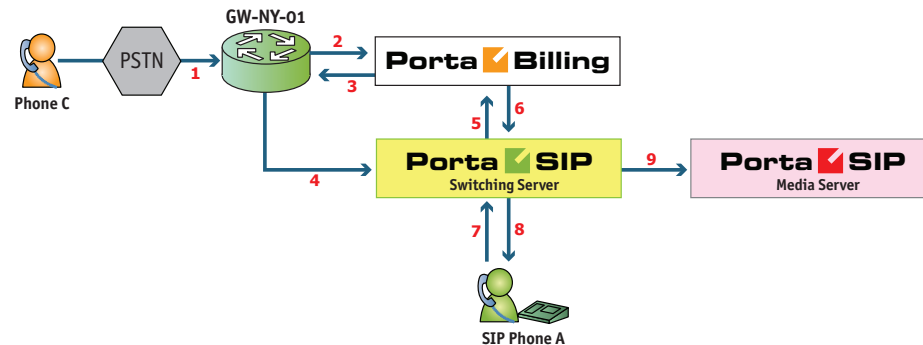 GW-NY-01
PSTN
Phone C
1
2
3
Porta Billing
4
5
6
Porta SIP
Switching Server
9
Porta SIP
Media Server
7
8
SIP Phone A